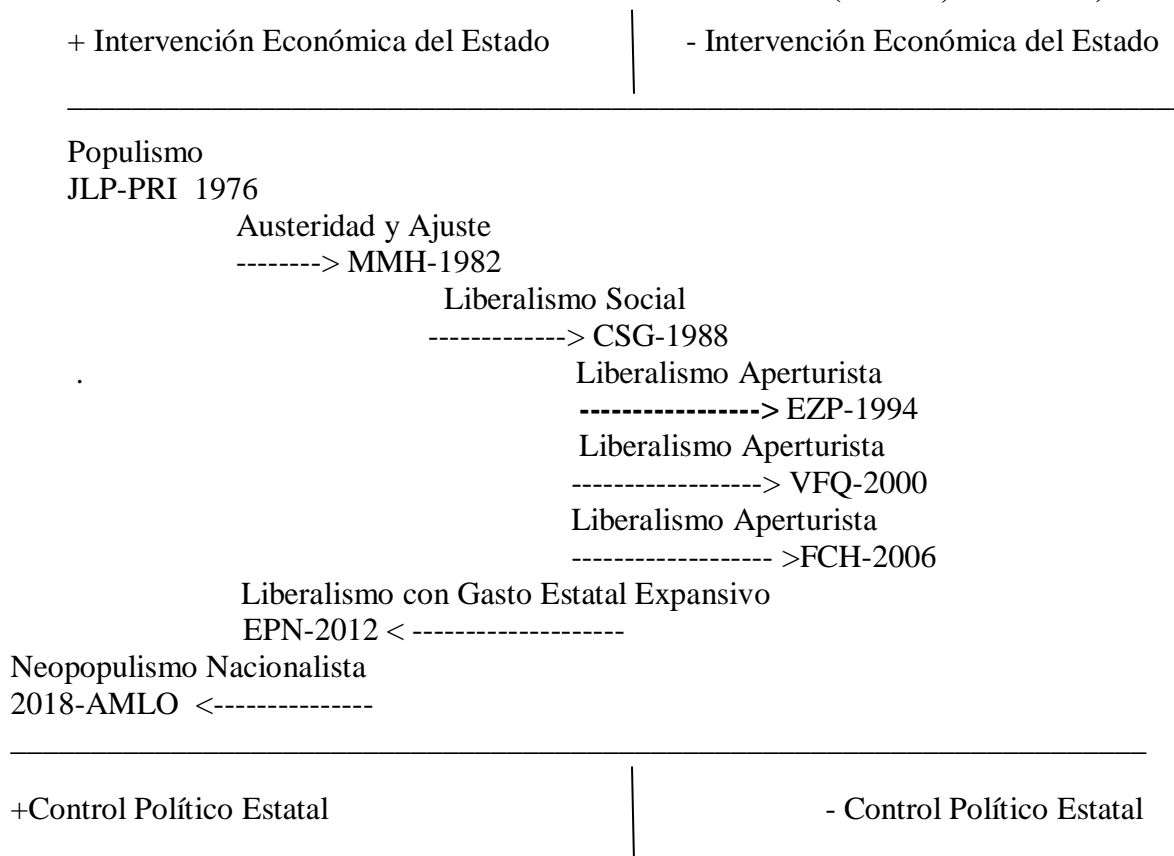 + Intervención Económica del Estado - Intervención Económica del Estado
Populismo
JLP-PRI 1976
Austeridad y Ajuste
--------> MMH-1982
Liberalismo Social
-------------> CSG-1988
. Liberalismo Aperturista
-----------------> EZP-1994
Liberalismo Aperturista
------------------> VFQ-2000
Liberalismo Aperturista
------------------- >FCH-2006
Liberalismo con Gasto Estatal Expansivo
EPN-2012 < --------------------
Neopopulismo Nacionalista
2018-AMLO <---------------
+Control Político Estatal - Control Político Estatal